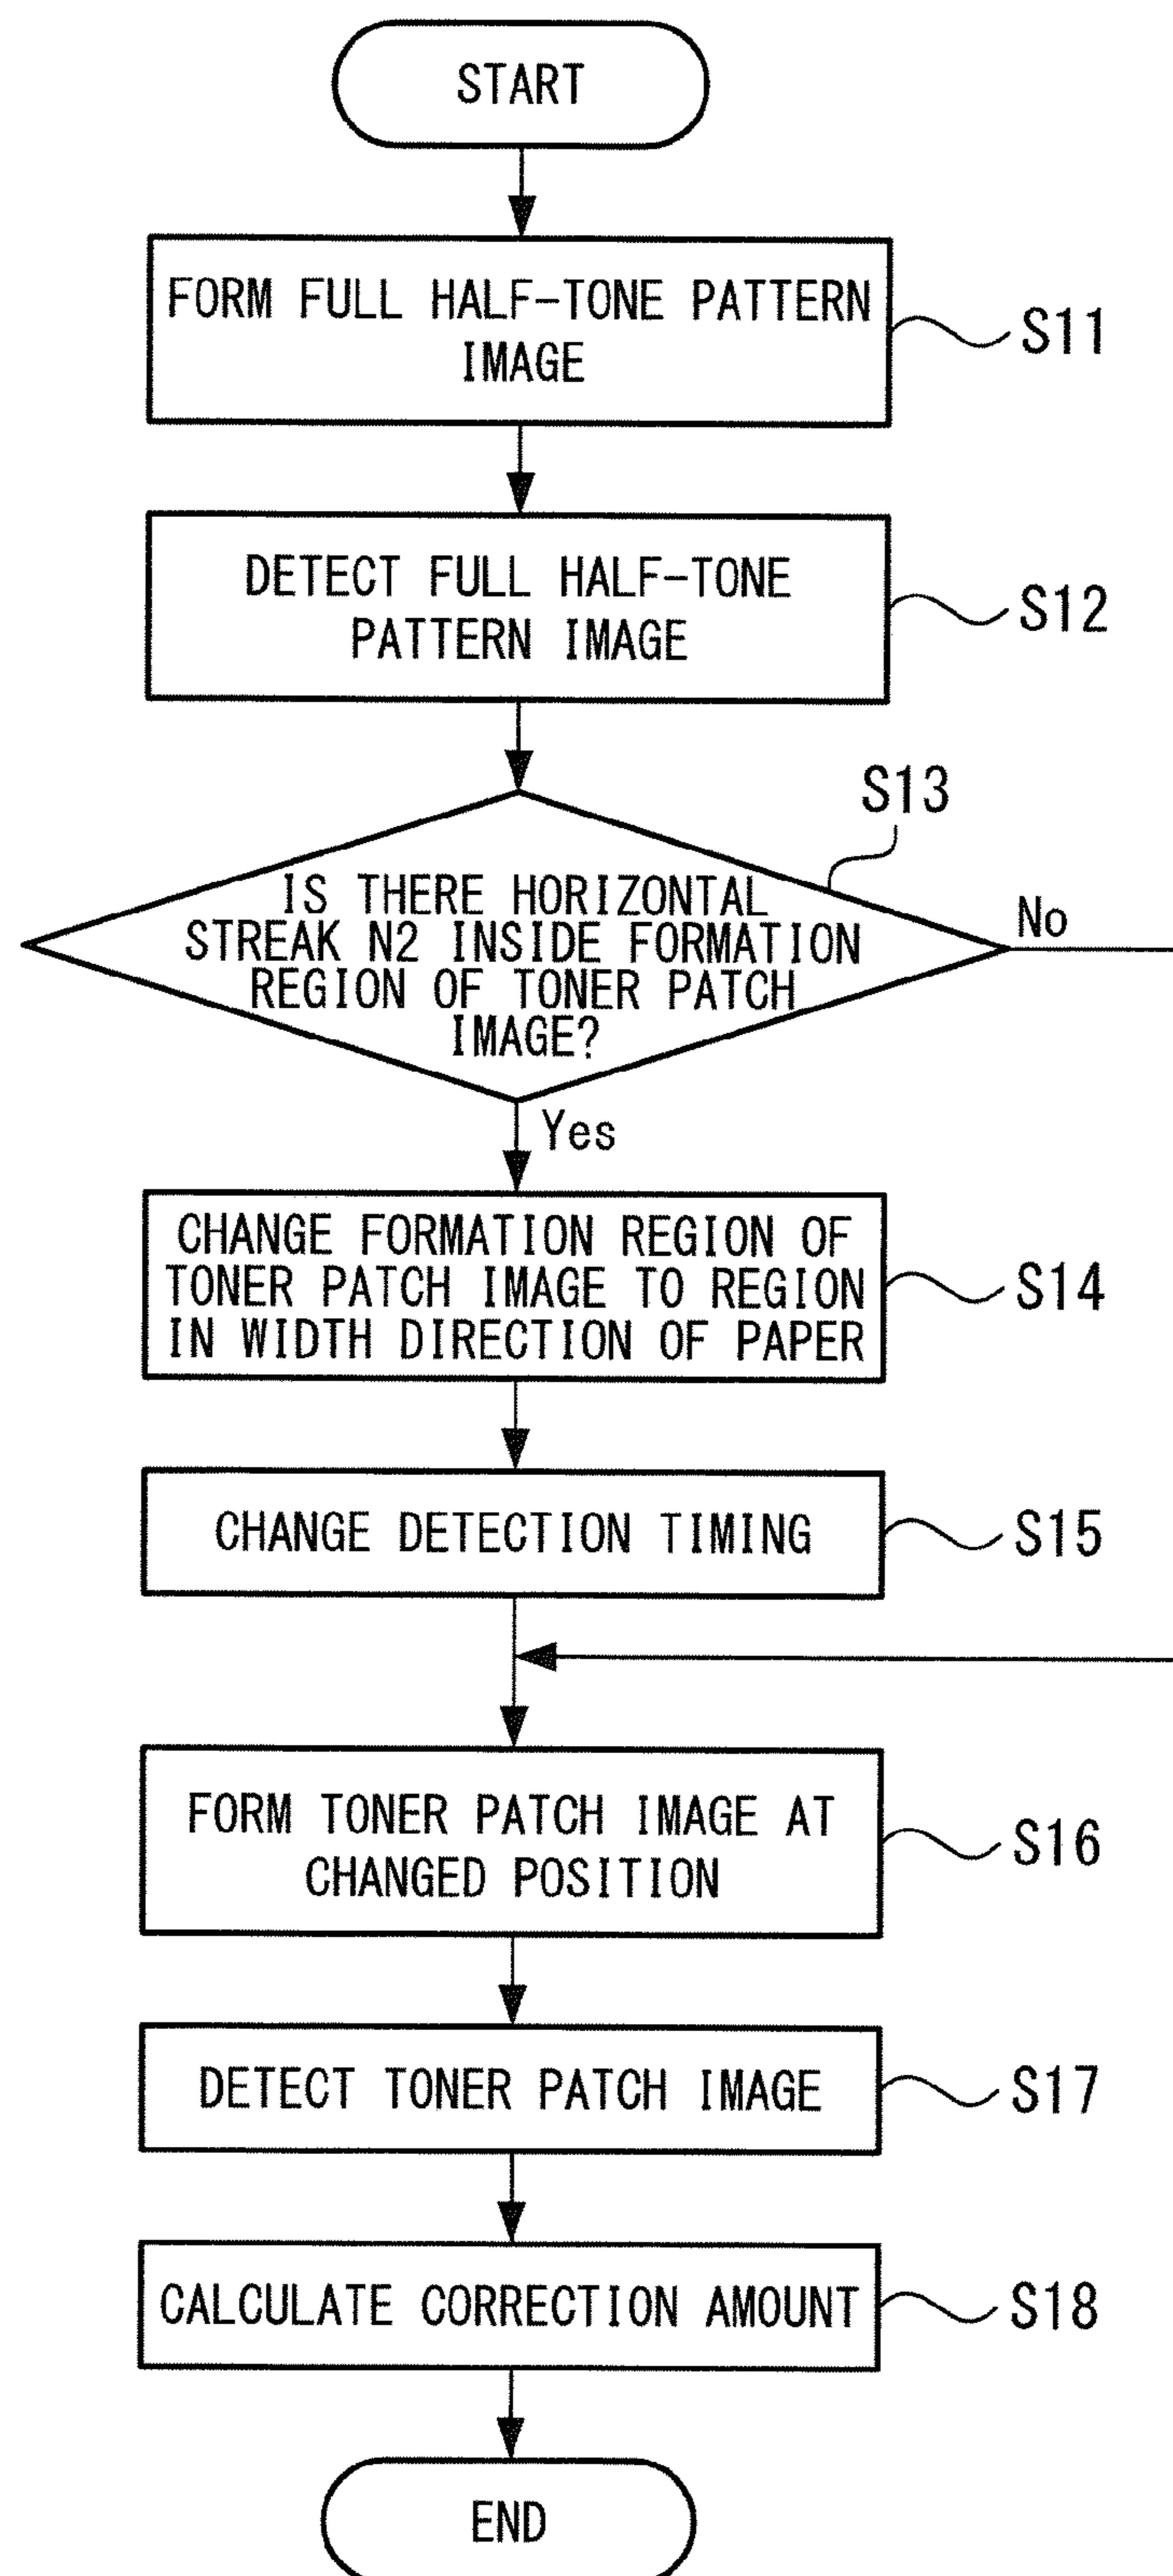 START
FORM FULL HALF-TONE PATTERN
IMAGE
S11
DETECT FULL HALF-TONE
PATTERN IMAGE
S12
S13
IS THERE HORIZONTAL
STREAK N2 INSIDE FORMATION
REGION OF TONER PATCH
IMAGE?
No
Yes
CHANGE FORMATION REGION OF
TONER PATCH IMAGE TO REGION
IN WIDTH DIRECTION OF PAPER
S14
CHANGE DETECTION TIMING
S15
FORM TONER PATCH IMAGE AT
CHANGED POSITION
S16
DETECT TONER PATCH IMAGE
S17
CALCULATE CORRECTION AMOUNT
S18
END